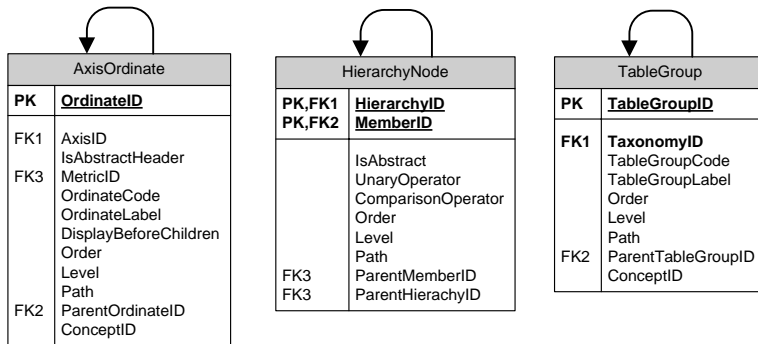 AxisOrdinate
PK OrdinateID
FK1 AxisID
IsAbstractHeader
FK3 MetricID
OrdinateCode
OrdinateLabel
DisplayBeforeChildren
Order
Level
Path
FK2 ParentOrdinateID
ConceptID
HierarchyNode
PK,FK1 HierarchyID
PK,FK2 MemberID
IsAbstract
UnaryOperator
ComparisonOperator
Order
Level
Path
FK3 ParentMemberID
FK3 ParentHierachyID
TableGroup
PK TableGroupID
FK1 TaxonomyID
TableGroupCode
TableGroupLabel
Order
Level
Path
FK2 ParentTableGroupID
ConceptID